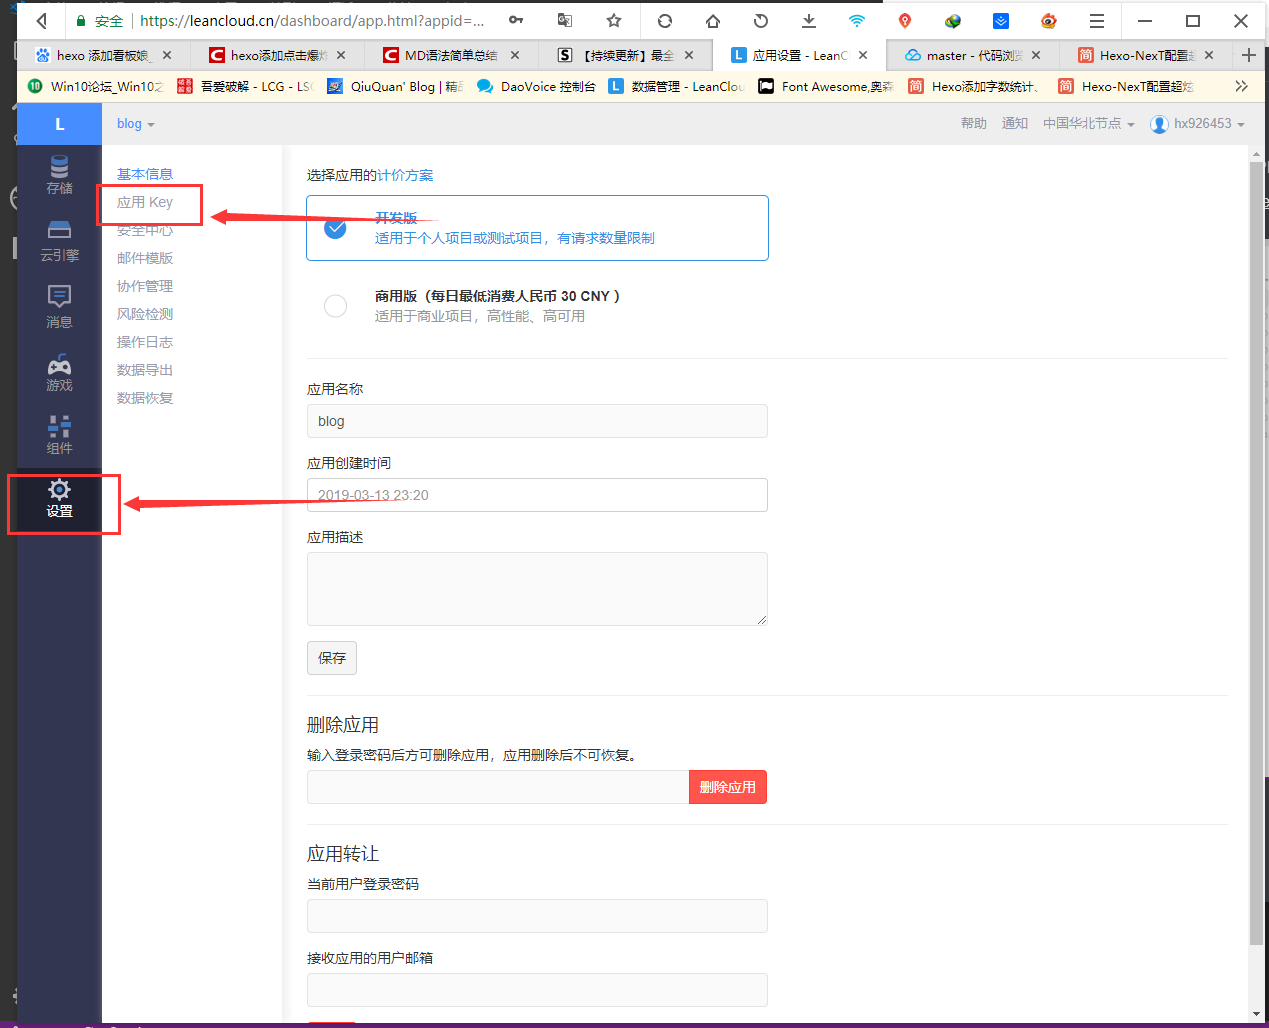 安全 https://leancloud.cn/dashboard/app.html?appid=...
hexo 添加看板娘_
hexo添加点击爆炸
MD语法简单总结
【持续更新】最全
应用设置 - LeanC
master - 代码浏览
Hexo-NexT配置超
Win10论坛_Win10之
吾爱破解 - LCG - LS
QiuQuan' Blog | 精品
DaoVoice 控制台
数据管理 - LeanClou
Font Awesome,奥森
Hexo添加字数统计、
Hexo-NexT配置超炫
L
blog
帮助
通知
中国华北节点
hx926453
存储
云引擎
消息
游戏
组件
设置
基本信息
应用 Key
安全中心
邮件模版
协作管理
风险检测
操作日志
数据导出
数据恢复
选择应用的计价方案
开发版
适用于个人项目或测试项目，有请求数量限制
商用版（每日最低消费人民币 30 CNY ）
适用于商业项目，高性能、高可用
应用名称
blog
应用创建时间
2019-03-13 23:20
应用描述
保存
删除应用
输入登录密码后方可删除应用，应用删除后不可恢复。
删除应用
应用转让
当前用户登录密码
接收应用的用户邮箱